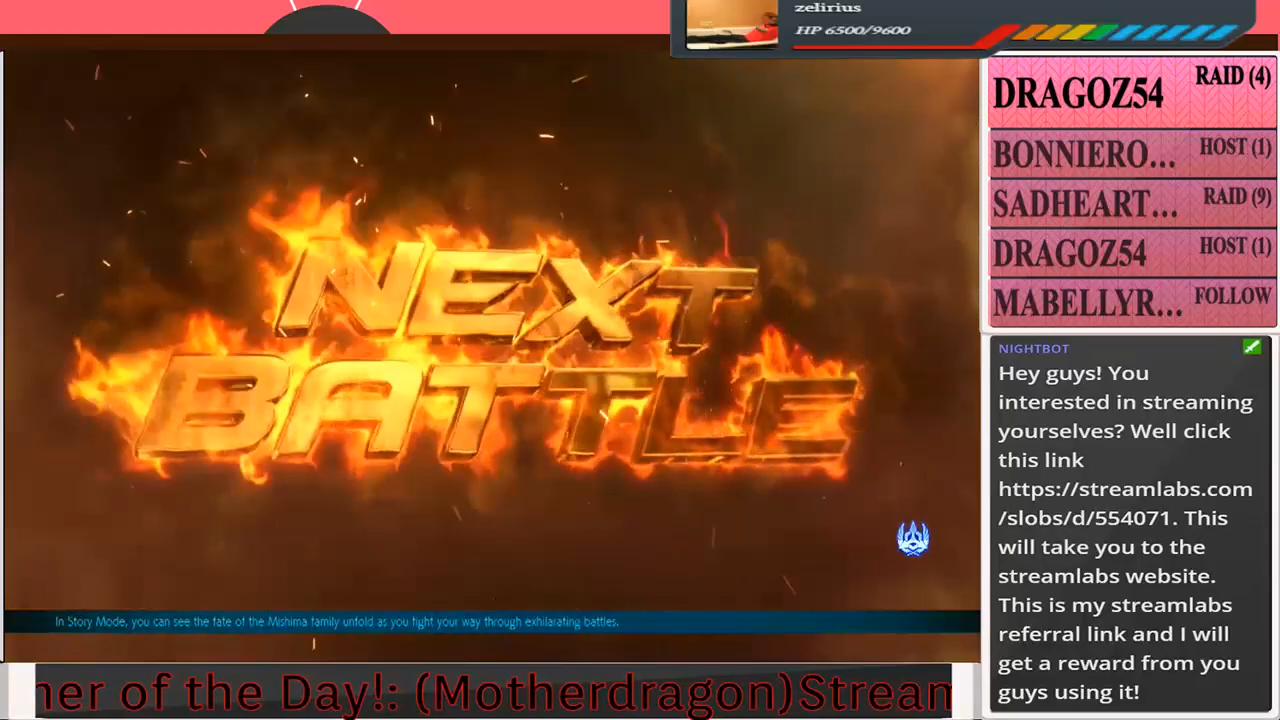 zelirius
HP 6500/9600
DRAGOZ54 RAID (4)
BONNIERO... HOST (1)
SADHEART... RAID (9)
DRAGOZ54 HOST (1)
MABELLYR... FOLLOW
NEXT
BATTLE
NIGHTBOT
Hey guys! You
interested in streaming
yourselves? Well click
this link
https://streamlabs.com
/slobs/d/554071. This
will take you to the
streamlabs website.
This is my streamlabs
referral link and I will
get a reward from you
guys using it!
In Story Mode, you can see the fate of the Mishima family unfold as you fight your way through exhilarating battles.
ner of the Day!: (Motherdragon)Stream